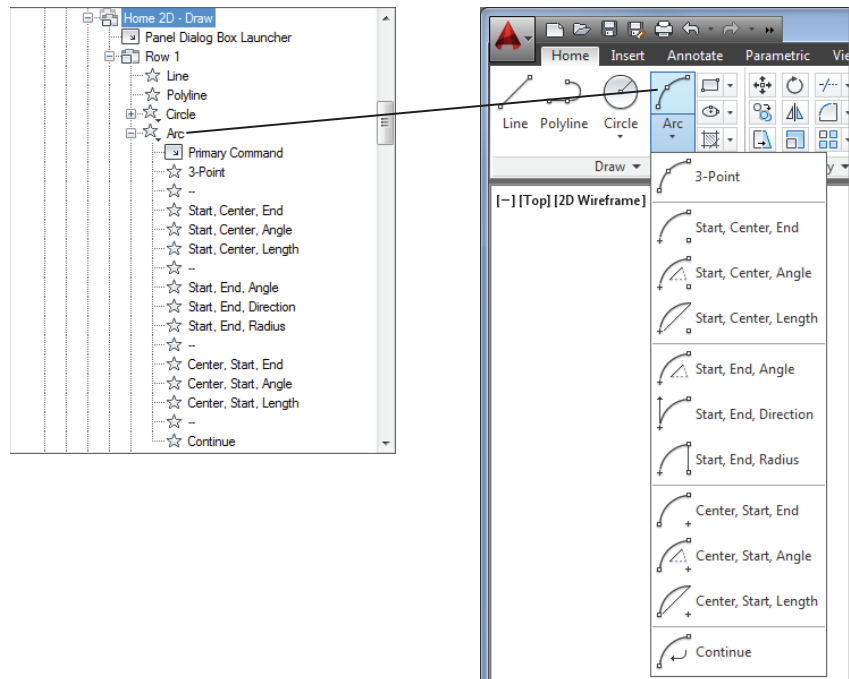 Home 2D - Draw
Panel Dialog Box Launcher
Row 1
Line
Polyline
Circle
Arc
Primary Command
3-Point
--
Start, Center, End
Start, Center, Angle
Start, Center, Length
--
Start, End, Angle
Start, End, Direction
Start, End, Radius
--
Center, Start, End
Center, Start, Angle
Center, Start, Length
--
Continue
Home Insert Annotate Parametric Vie
Line Polyline Circle Arc
Draw y
[−] [Top] [2D Wireframe]
3-Point
Start, Center, End
Start, Center, Angle
Start, Center, Length
Start, End, Angle
Start, End, Direction
Start, End, Radius
Center, Start, End
Center, Start, Angle
Center, Start, Length
Continue